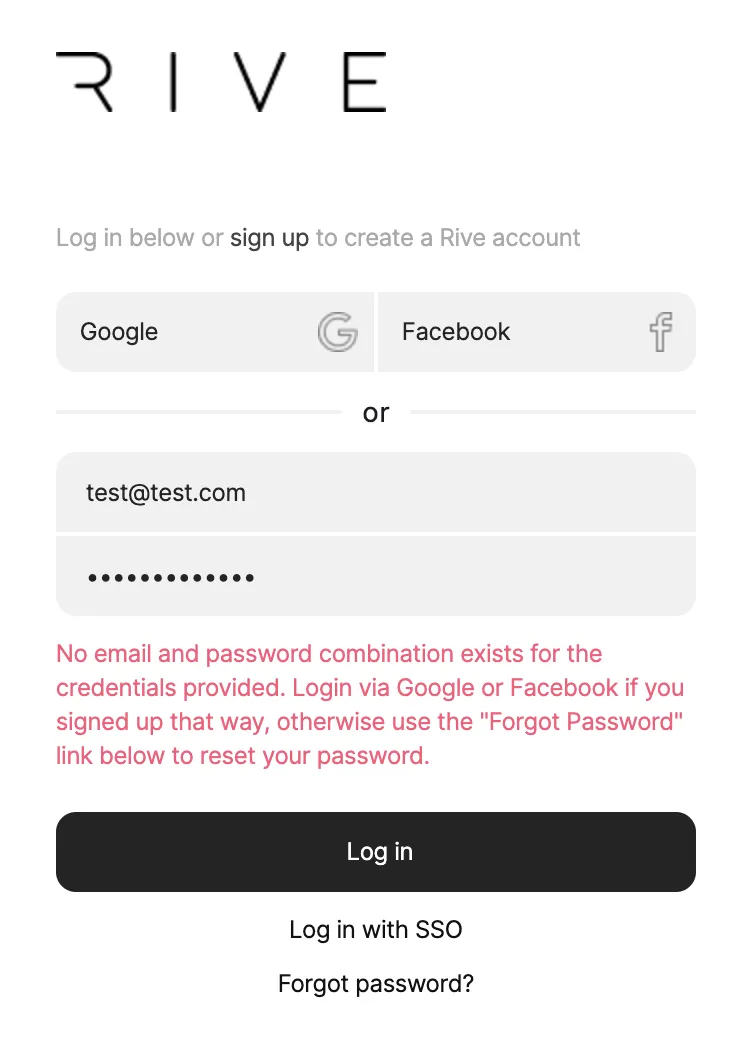 RIVE
Log in below or sign up to create a Rive account
Google
Facebook
or
test@test.com
•••••••••••••
No email and password combination exists for the
credentials provided. Login via Google or Facebook if you
signed up that way, otherwise use the "Forgot Password"
link below to reset your password.
Log in
Log in with SSO
Forgot password?